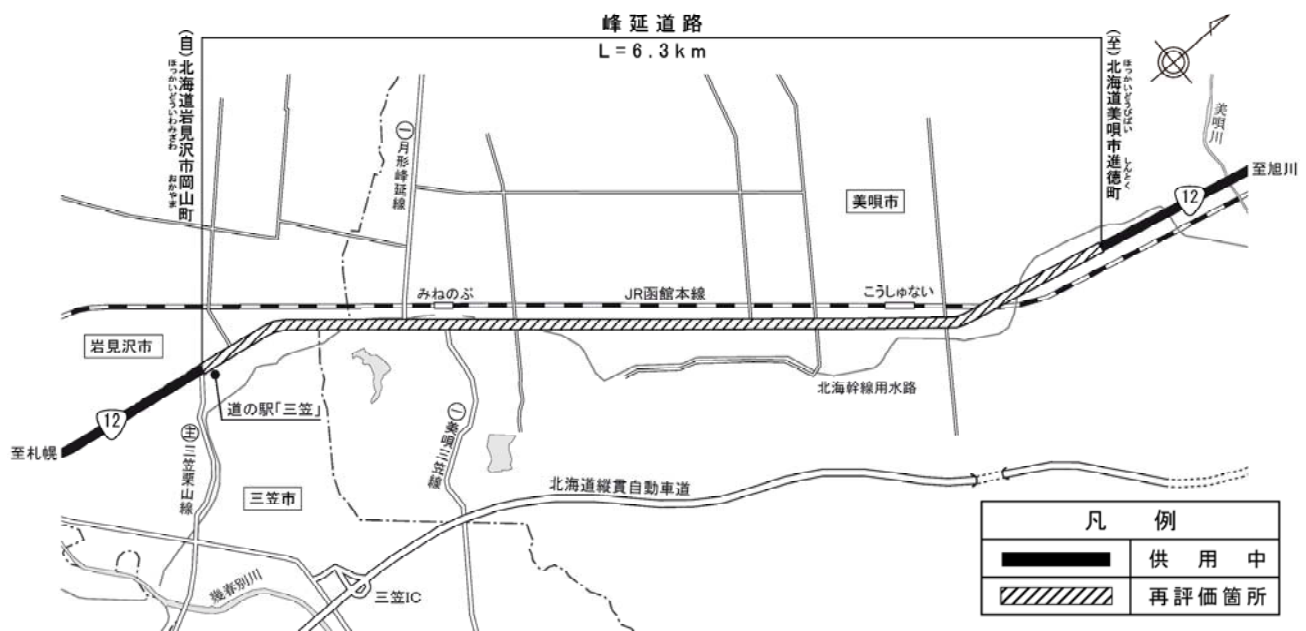 峰延道路
L=6.3km
(自)北海道岩見沢市岡山町
ほっかいどういわみざわ おかやま
(至)北海道美唄市進徳町
ほっかいどうびばい しんとく
美唄川
至旭川
12
㊀月形峰延線
美唄市
みねのぶ
JR函館本線
こうしゅない
岩見沢市
北海幹線用水路
道の駅「三笠」
12
至札幌
㊀美唄三笠線
主三笠栗山線
三笠市
北海道縦貫自動車道
幾春別川
三笠IC
凡例
供用中
再評価箇所